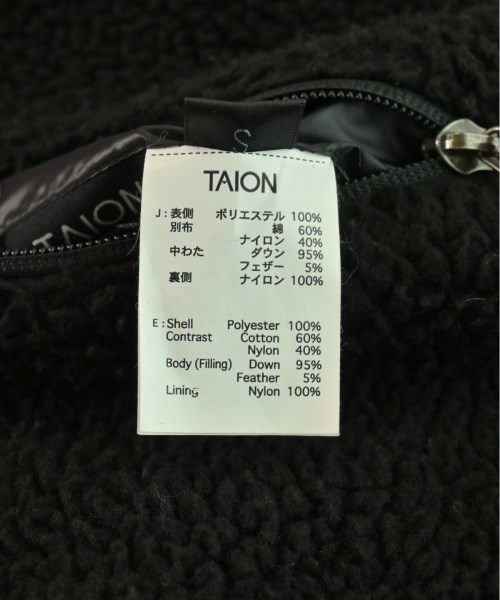 S
TAION
TAION
J : 表側 ポリエステル 100%
別布 綿 60%
ナイロン 40%
中わた ダウン 95%
フェザー 5%
裏側 ナイロン 100%
E : Shell Polyester 100%
Contrast Cotton 60%
Nylon 40%
Body (Filling) Down 95%
Feather 5%
Lining Nylon 100%